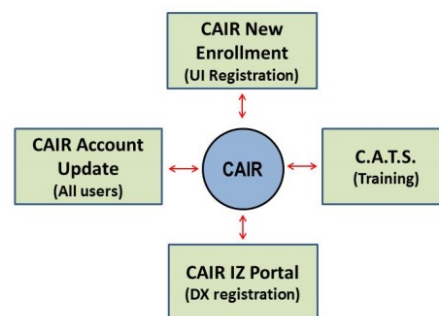 CAIR New
Enrollment
(UI Registration)
CAIR Account
Update
(All users)
CAIR
C.A.T.S.
(Training)
CAIR IZ Portal
(DX registration)